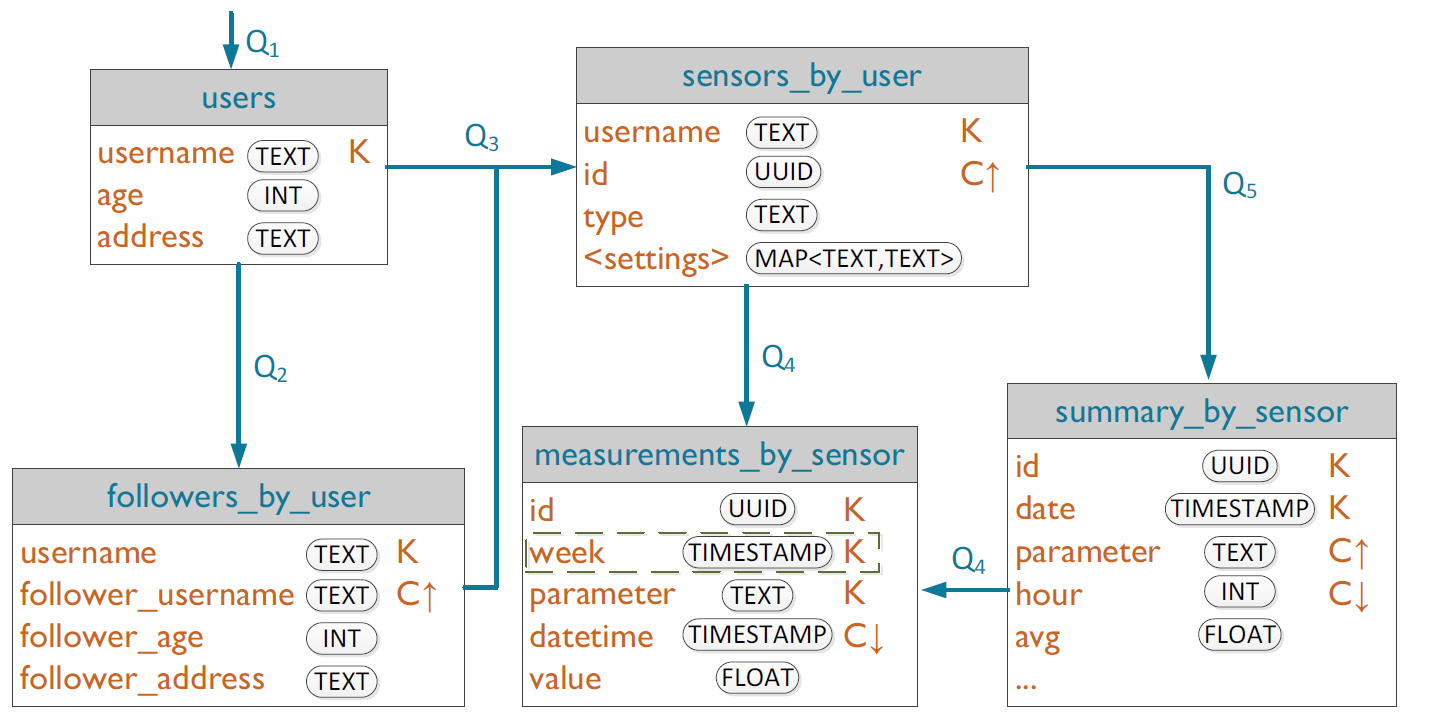 Q1
users
username TEXT K
age INT
address TEXT
Q2
followers_by_user
username TEXT K
follower_username TEXT C↑
follower_age INT
follower_address TEXT
Q3
sensors_by_user
username TEXT K
id UUID C↑
type TEXT
<settings> MAP<TEXT,TEXT>
Q4
measurements_by_sensor
id UUID K
week TIMESTAMP K
parameter TEXT K
datetime TIMESTAMP C↓
value FLOAT
Q5
summary_by_sensor
id UUID K
date TIMESTAMP K
parameter TEXT C↑
hour INT C↓
avg FLOAT
...
Q4